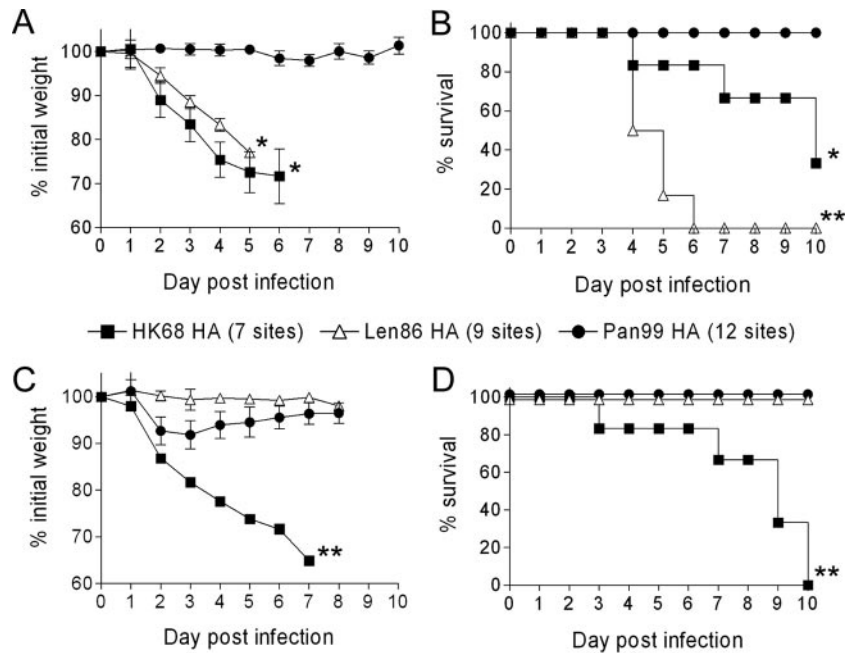 A
% initial weight
100
90
80
70
60
*
*
0 1 2 3 4 5 6 7 8 9 10
Day post infection
B
% survival
100
80
60
40
20
0
*
**
0 1 2 3 4 5 6 7 8 9 10
Day post infection
HK68 HA (7 sites) Len86 HA (9 sites) Pan99 HA (12 sites)
C
% initial weight
100
90
80
70
60
**
0 1 2 3 4 5 6 7 8 9 10
Day post infection
D
% survival
100
80
60
40
20
0
**
0 1 2 3 4 5 6 7 8 9 10
Day post infection